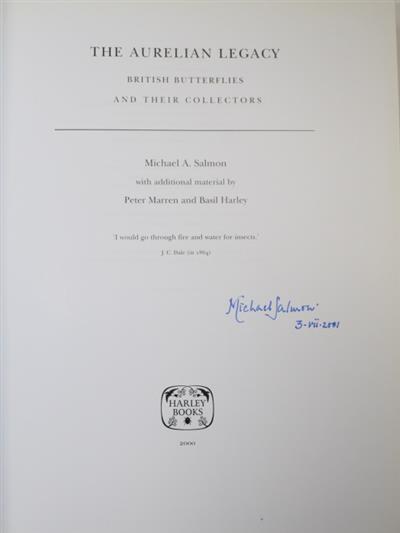 THE AURELIAN LEGACY
BRITISH BUTTERFLIES
AND THEIR COLLECTORS
Michael A. Salmon
with additional material by
Peter Marren and Basil Harley
'I would go through fire and water for insects.'
J. C. Dale (in 1864)
Michael Salmon
3-vii-2001
HARLEY
BOOKS
2000